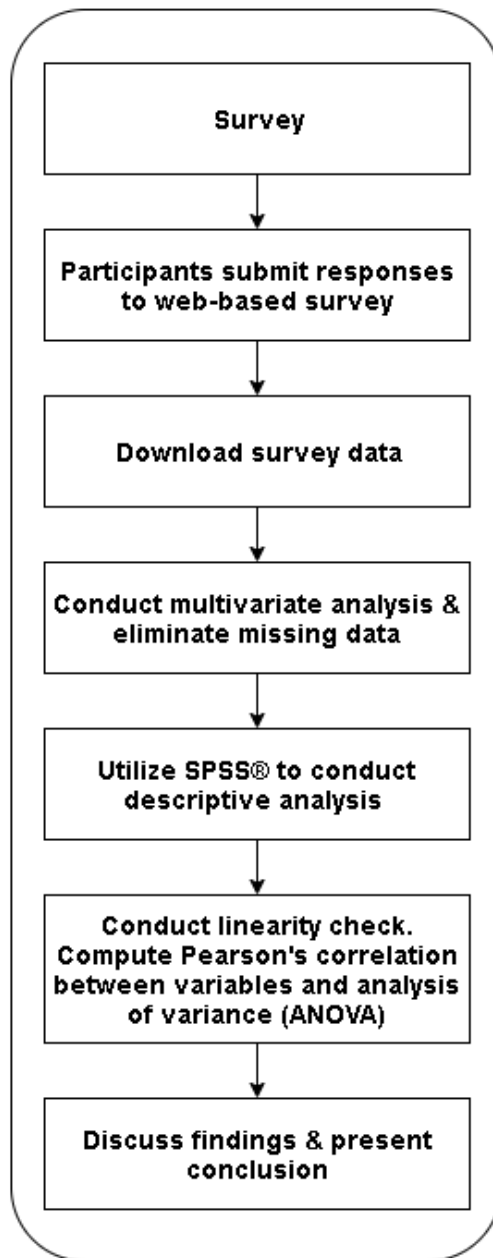 Survey
Participants submit responses
to web-based survey
Download survey data
Conduct multivariate analysis &
eliminate missing data
Utilize SPSS® to conduct
descriptive analysis
Conduct linearity check.
Compute Pearson's correlation
between variables and analysis
of variance (ANOVA)
Discuss findings & present
conclusion